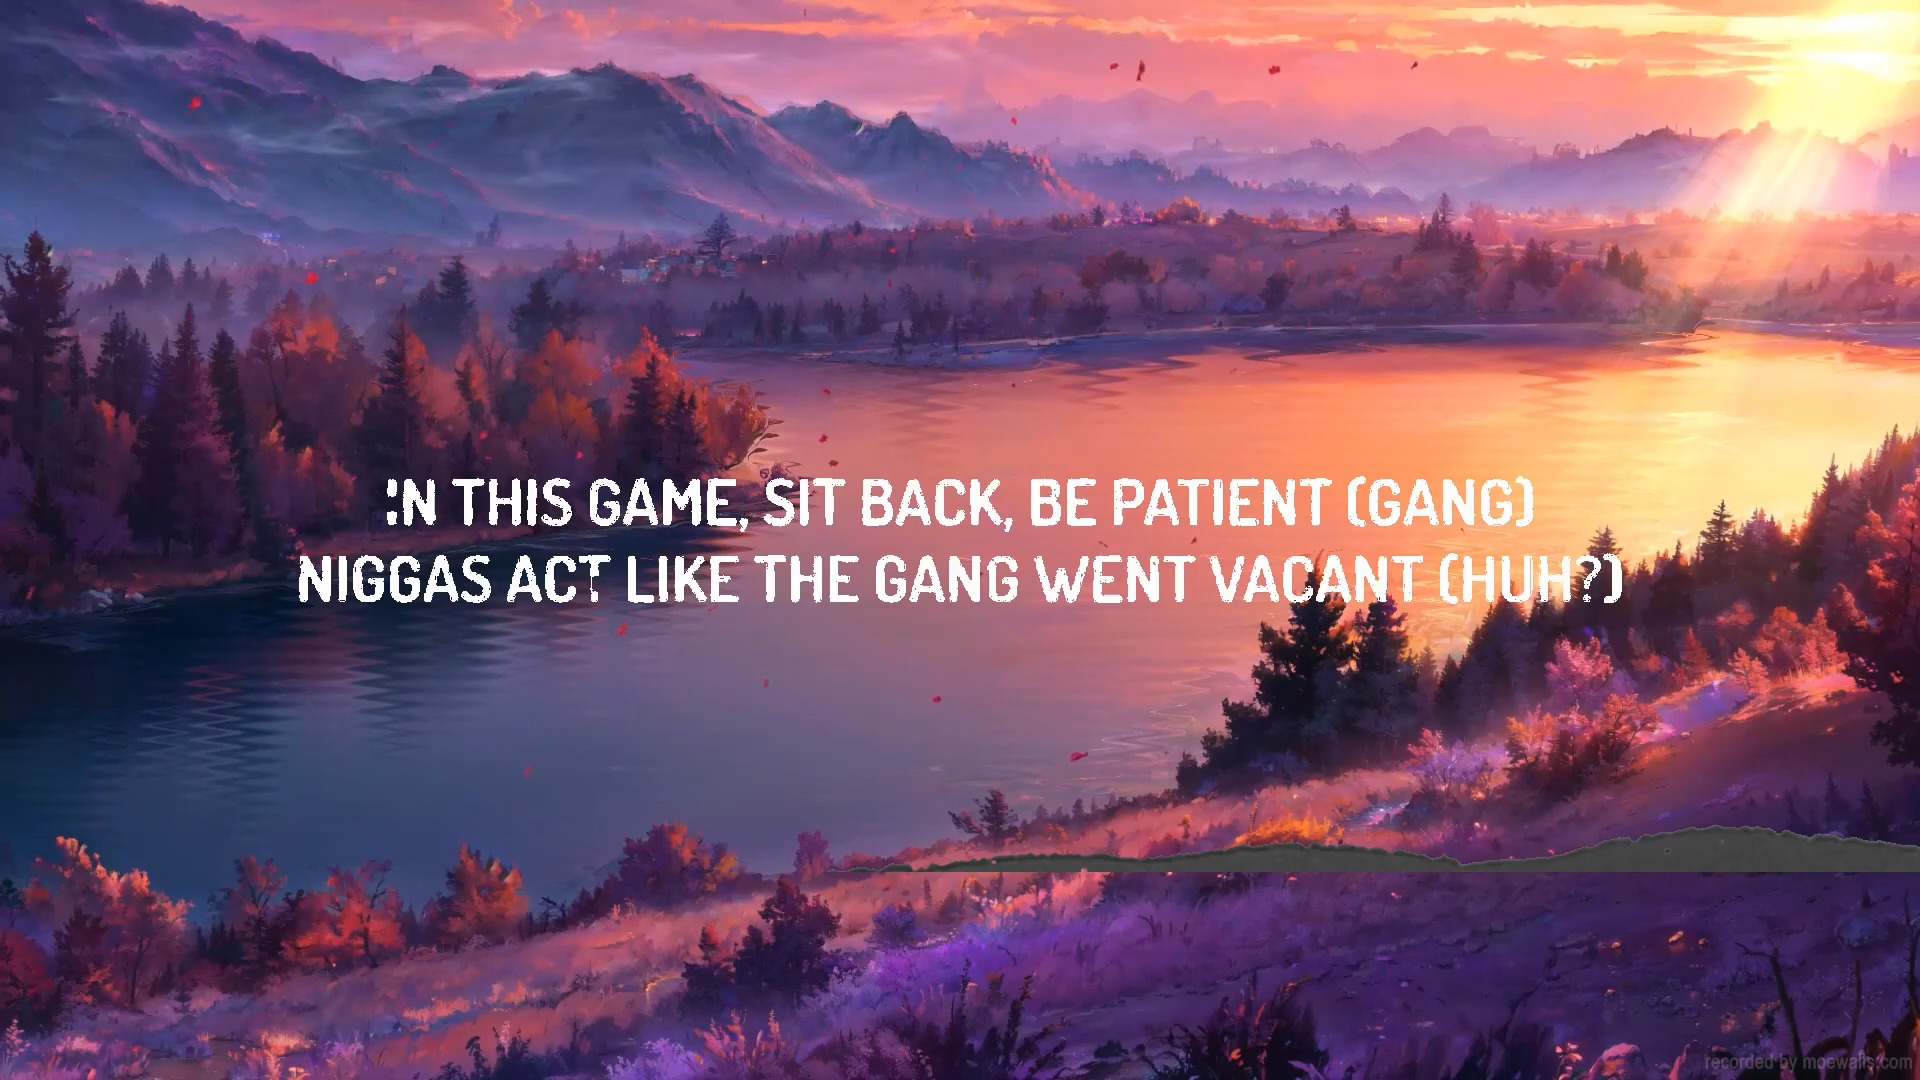 IN THIS GAME, SIT BACK, BE PATIENT (GANG)
NIGGAS ACT LIKE THE GANG WENT VACANT (HUH?)
recorded by moewalls.com